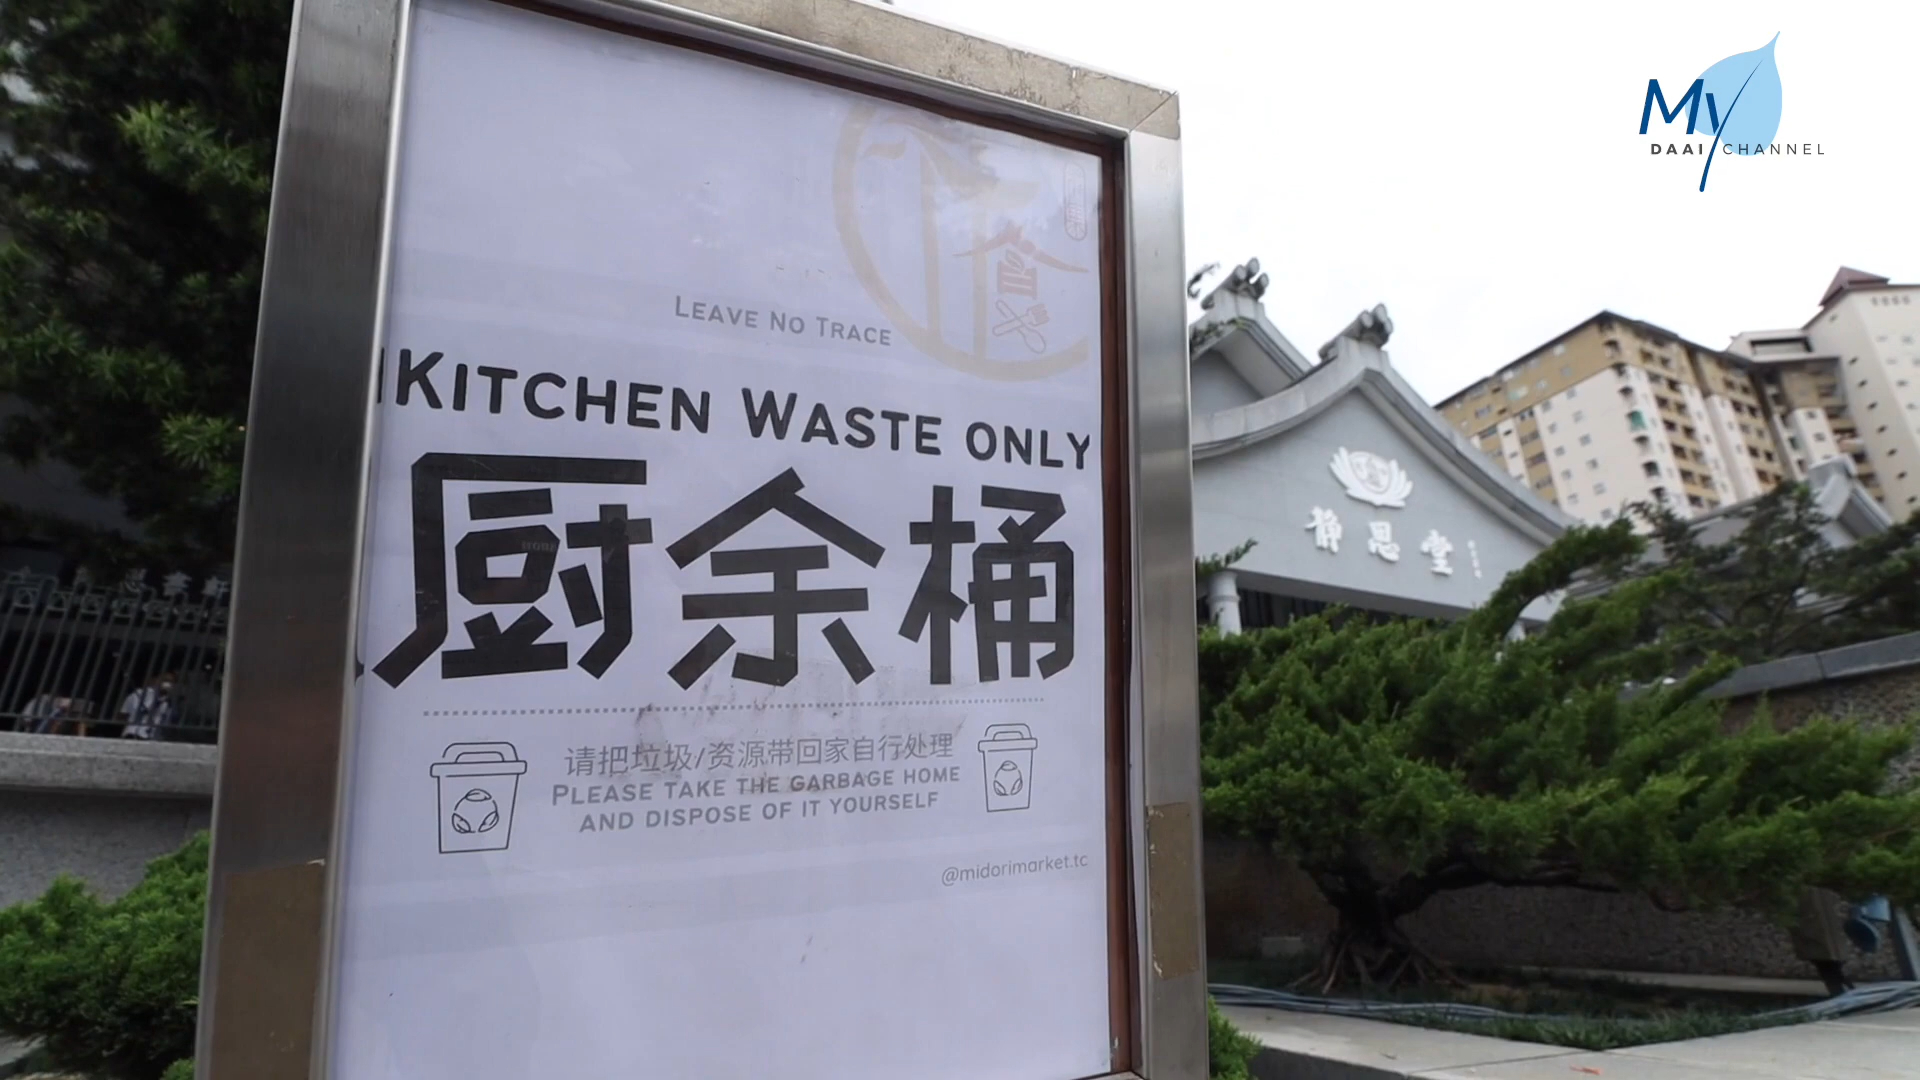 My
DAAI CHANNEL
LEAVE NO TRACE
KITCHEN WASTE ONLY
厨余桶
请把垃圾/资源带回家自行处理
PLEASE TAKE THE GARBAGE HOME
AND DISPOSE OF IT YOURSELF
@midorimarket.tc
静思堂